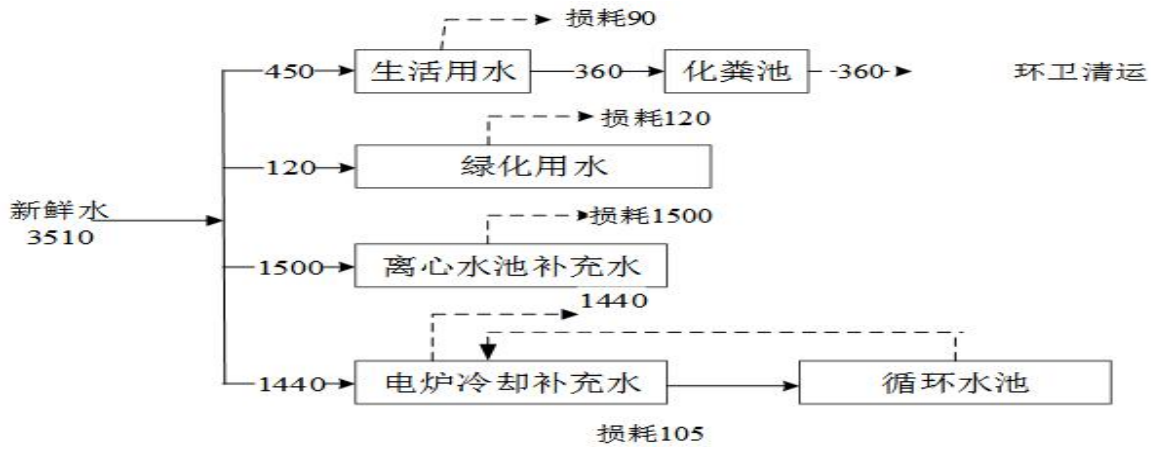 损耗90
450
生活用水
360
化粪池
360
环卫清运
损耗120
120
绿化用水
新鲜水
3510
损耗1500
1500
离心水池补充水
1440
1440
电炉冷却补充水
循环水池
损耗105